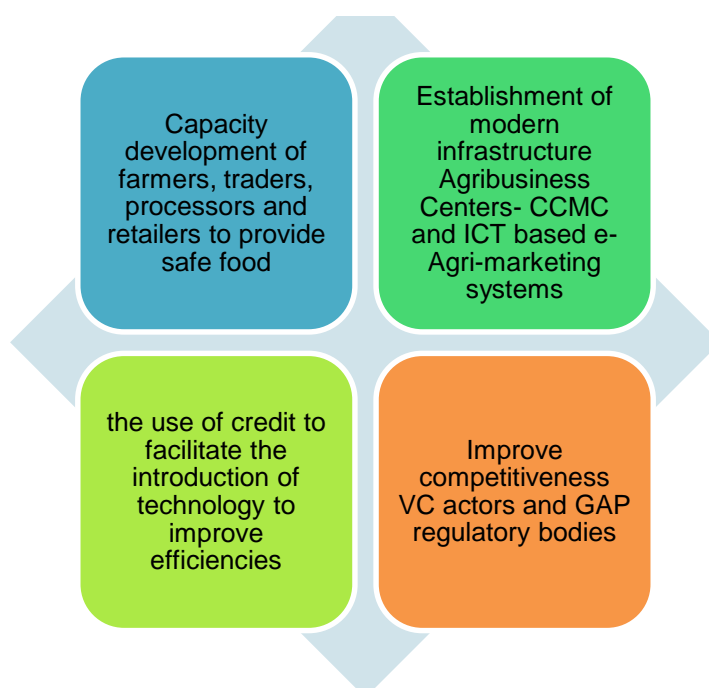 Capacity
development of
farmers, traders,
processors and
retailers to provide
safe food
Establishment of
modern
infrastructure
Agribusiness
Centers- CCMC
and ICT based e-
Agri-marketing
systems
the use of credit to
facilitate the
introduction of
technology to
improve
efficiencies
Improve
competitiveness
VC actors and GAP
regulatory bodies